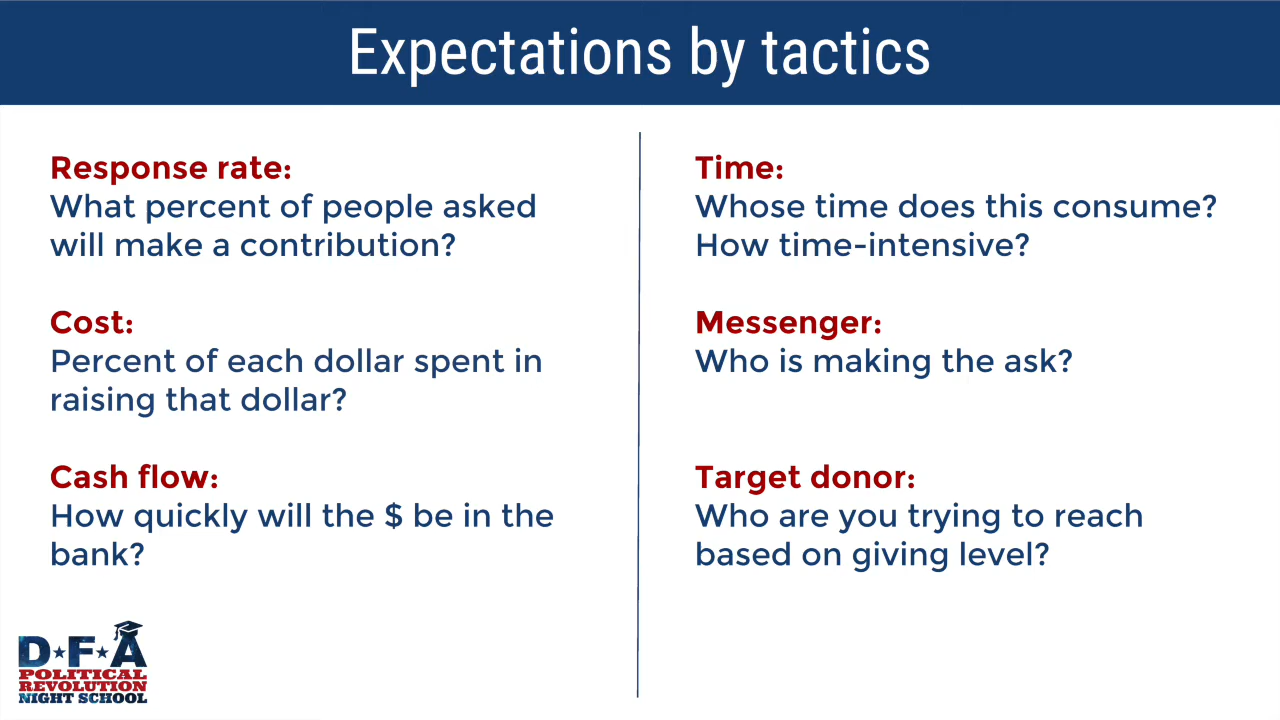 Expectations by tactics
Response rate:
What percent of people asked
will make a contribution?
Cost:
Percent of each dollar spent in
raising that dollar?
Cash flow:
How quickly will the $ be in the
bank?
Time:
Whose time does this consume?
How time-intensive?
Messenger:
Who is making the ask?
Target donor:
Who are you trying to reach
based on giving level?
D★F★A
POLITICAL
REVOLUTION
NIGHT SCHOOL